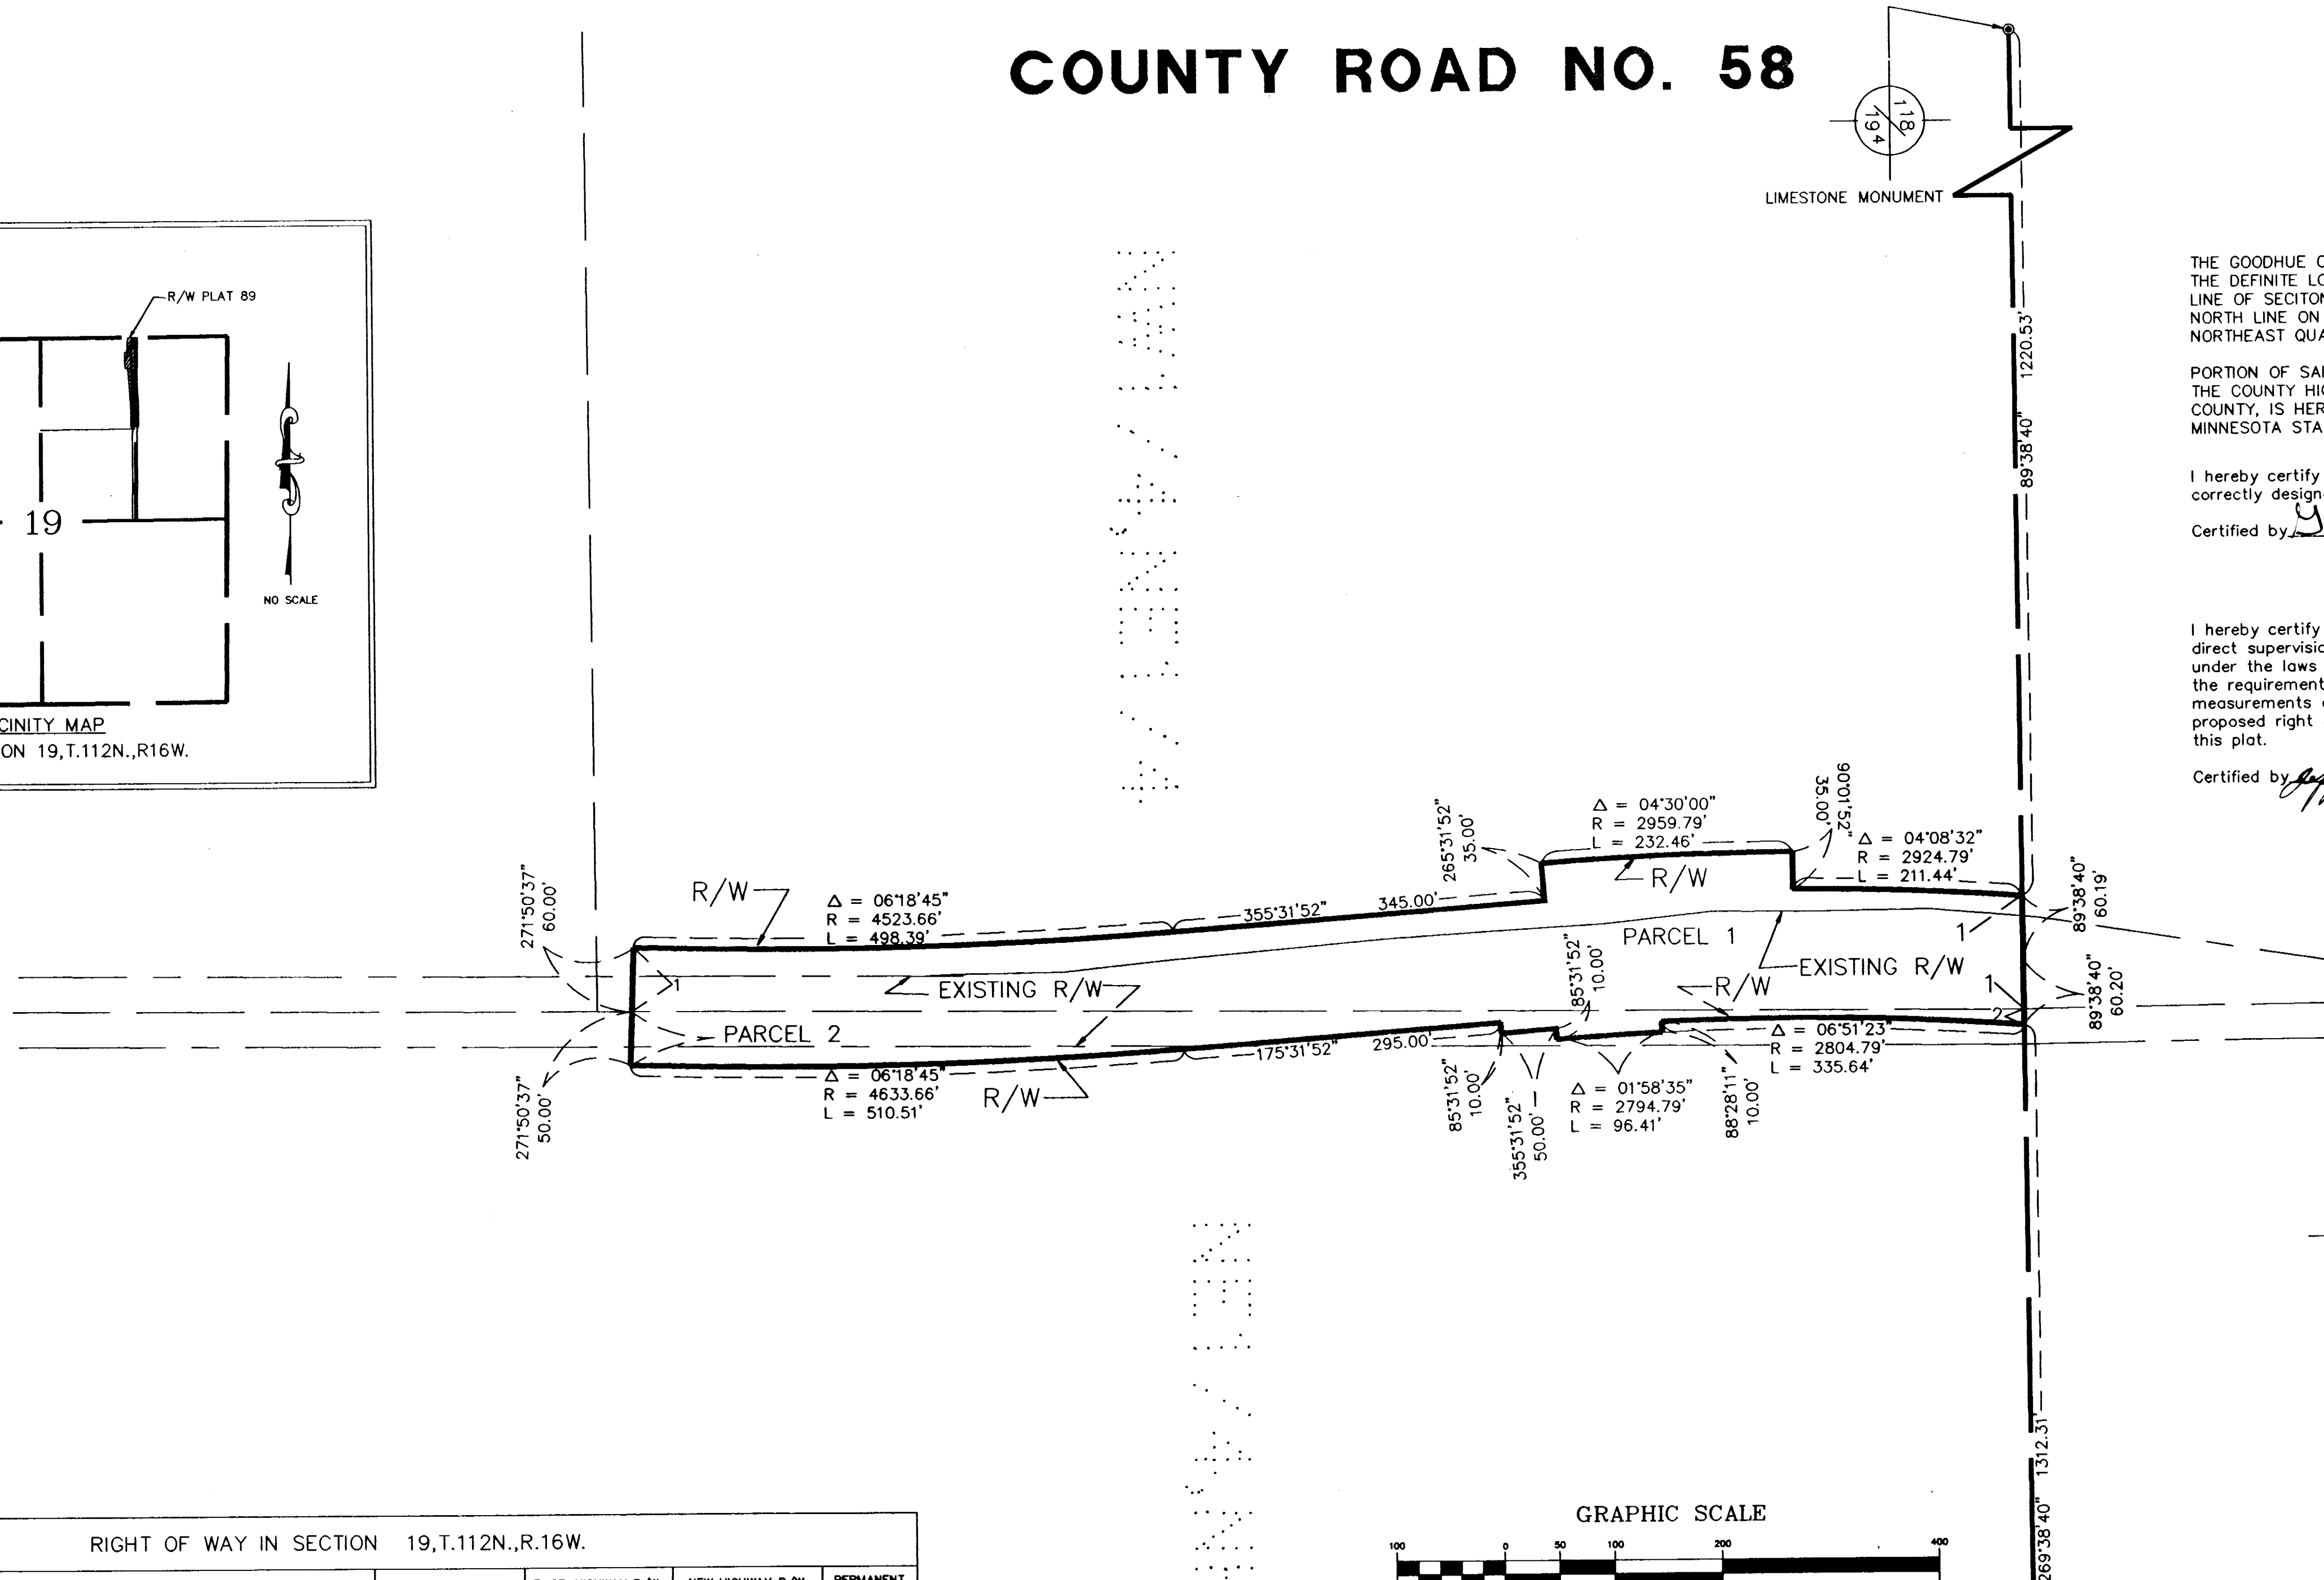 COUNTY ROAD NO. 58
118
19 4
LIMESTONE MONUMENT
R/W PLAT 89
19
NO SCALE
CINITY MAP
ON 19,T.112N.,R16W.
1220.53'
89°38'40"
THE GOODHUE C
THE DEFINITE LO
LINE OF SECITON
NORTH LINE ON
NORTHEAST QUA
PORTION OF SAI
THE COUNTY HIG
COUNTY, IS HER
MINNESOTA STA
I hereby certify
correctly design
Certified by
I hereby certify
direct supervisio
under the laws
the requirement
measurements
proposed right
this plat.
Certified by
W1/2, NE1/4
271°50'37"
60.00'
R/W
Δ = 06°18'45"
R = 4523.66'
L = 498.39'
355°31'52" 345.00'
265°31'52"
35.00'
Δ = 04°30'00"
R = 2959.79'
L = 232.46'
R/W
90°01'52"
35.00'
Δ = 04°08'32"
R = 2924.79'
L = 211.44'
89°38'40"
60.19'
1
PARCEL 1
EXISTING R/W
1
EXISTING R/W
85°31'52"
10.00'
R/W
1
2
89°38'40"
60.20'
PARCEL 2
271°50'37"
50.00'
Δ = 06°18'45"
R = 4633.66'
L = 510.51'
R/W
175°31'52" 295.00'
85°31'52"
10.00'
355°31'52"
50.00'
Δ = 01°58'35"
R = 2794.79'
L = 96.41'
88°28'11"
10.00'
Δ = 06°51'23"
R = 2804.79'
L = 335.64'
269°38'40" 1312.31'
RIGHT OF WAY IN SECTION 19,T.112N.,R.16W.
NEW HIGHWAY R/W
PERMANENT
GRAPHIC SCALE
100 0 50 100 200 400